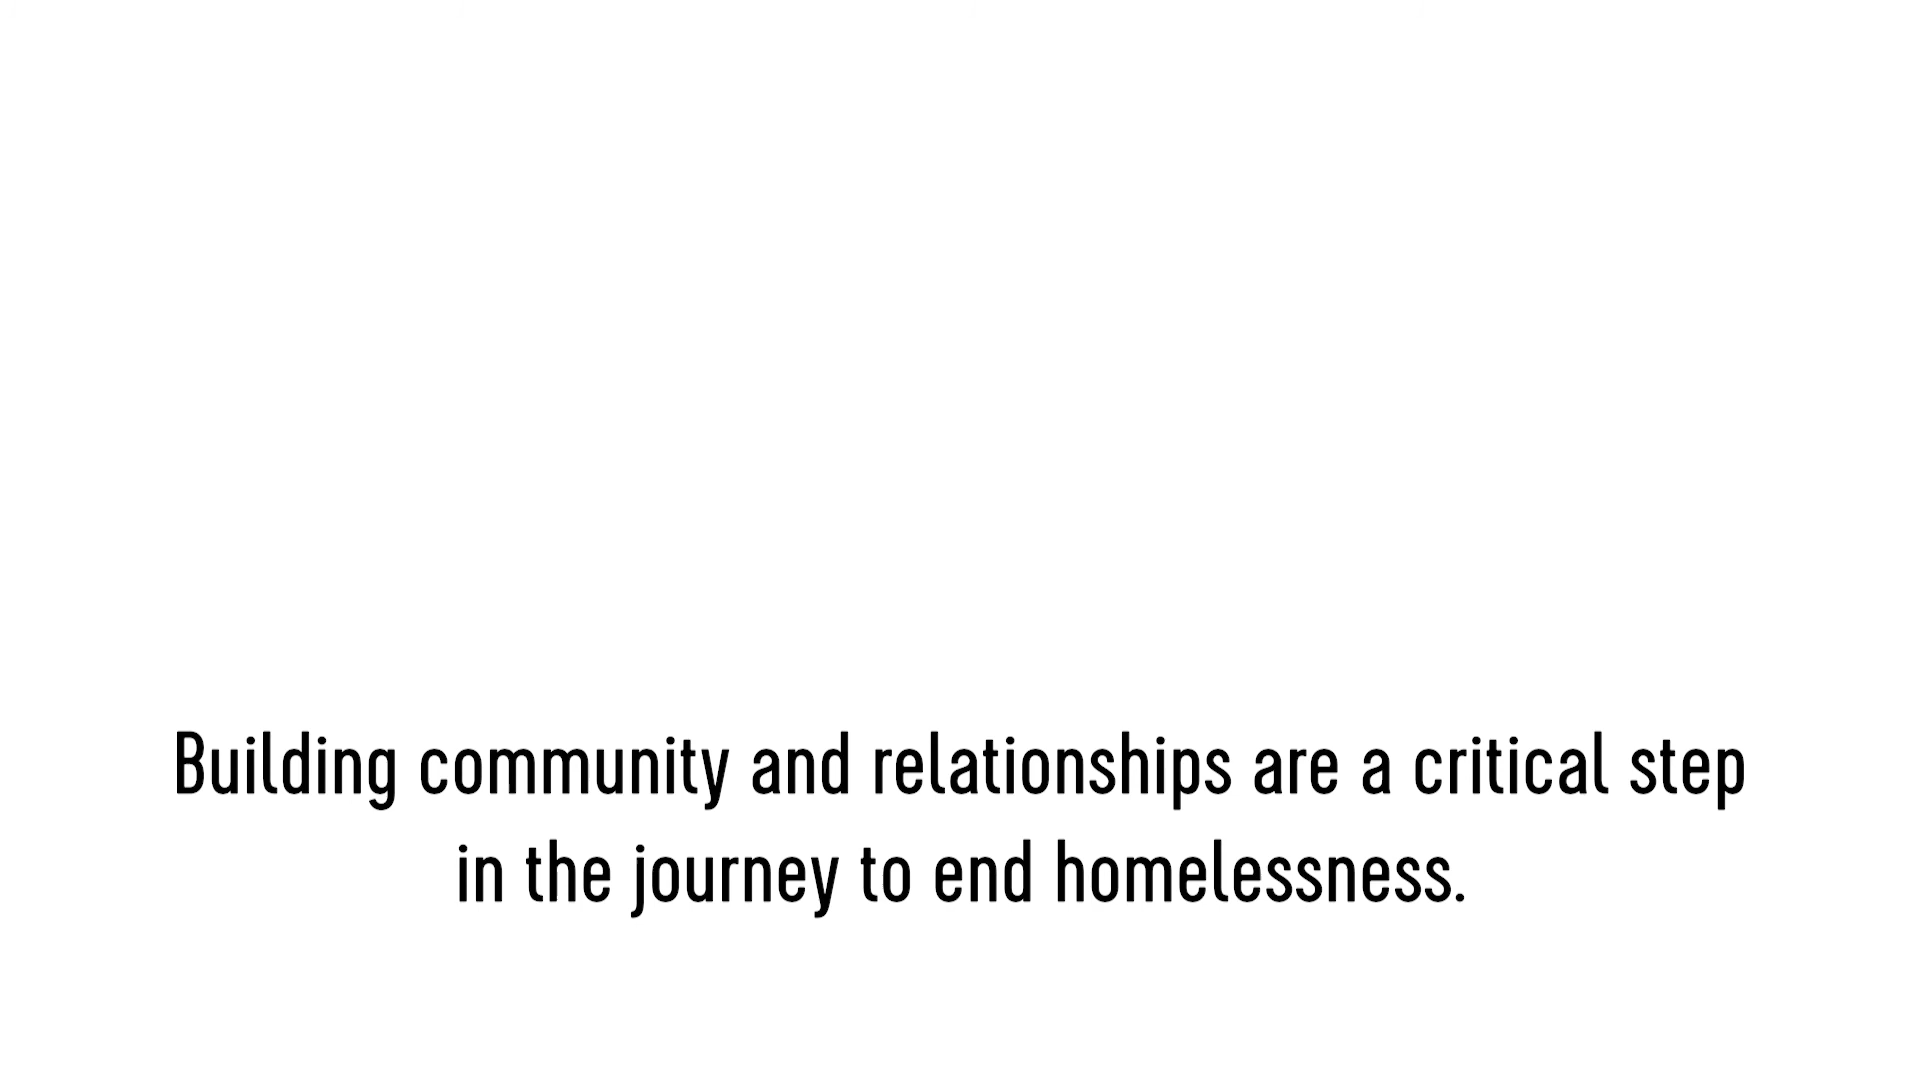 Building community and relationships are a critical step
in the journey to end homelessness.